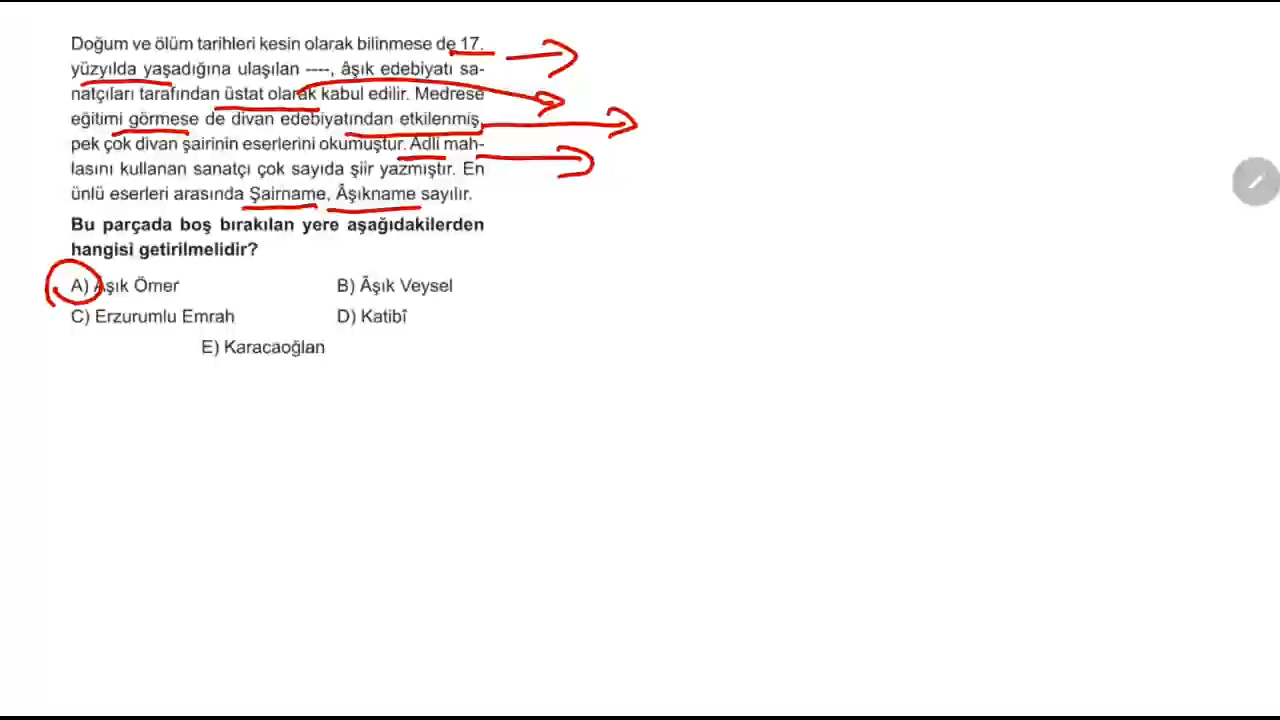 Doğum ve ölüm tarihleri kesin olarak bilinmese de 17.
yüzyılda yaşadığına ulaşılan ----, âşık edebiyatı sa-
natçıları tarafından üstat olarak kabul edilir. Medrese
eğitimi görmese de divan edebiyatından etkilenmiş,
pek çok divan şairinin eserlerini okumuştur. Adli mah-
lasını kullanan sanatçı çok sayıda şiir yazmıştır. En
ünlü eserleri arasında Şairname, Âşıkname sayılır.
Bu parçada boş bırakılan yere aşağıdakilerden
hangisi getirilmelidir?
A) Âşık Ömer B) Âşık Veysel
C) Erzurumlu Emrah D) Katibî
E) Karacaoğlan